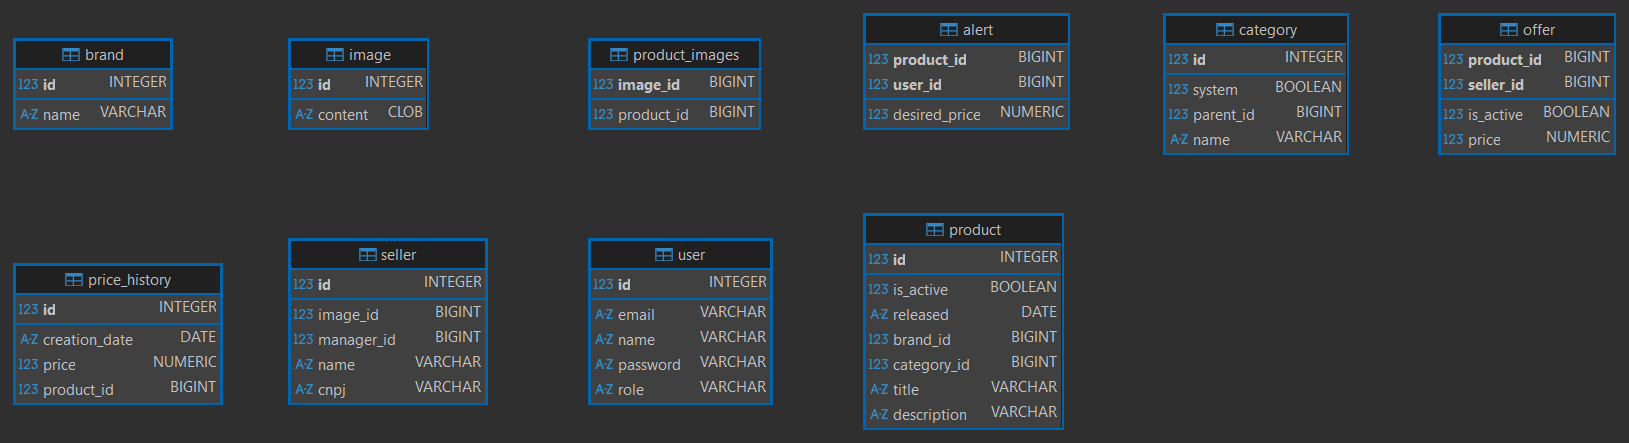 brand
123 id INTEGER
A-Z name VARCHAR
image
123 id INTEGER
A-Z content CLOB
product_images
123 image_id BIGINT
123 product_id BIGINT
alert
123 product_id BIGINT
123 user_id BIGINT
123 desired_price NUMERIC
category
123 id INTEGER
123 system BOOLEAN
123 parent_id BIGINT
A-Z name VARCHAR
offer
123 product_id BIGINT
123 seller_id BIGINT
123 is_active BOOLEAN
123 price NUMERIC
price_history
123 id INTEGER
A-Z creation_date DATE
123 price NUMERIC
123 product_id BIGINT
seller
123 id INTEGER
123 image_id BIGINT
123 manager_id BIGINT
A-Z name VARCHAR
A-Z cnpj VARCHAR
user
123 id INTEGER
A-Z email VARCHAR
A-Z name VARCHAR
A-Z password VARCHAR
A-Z role VARCHAR
product
123 id INTEGER
123 is_active BOOLEAN
A-Z released DATE
123 brand_id BIGINT
123 category_id BIGINT
A-Z title VARCHAR
A-Z description VARCHAR